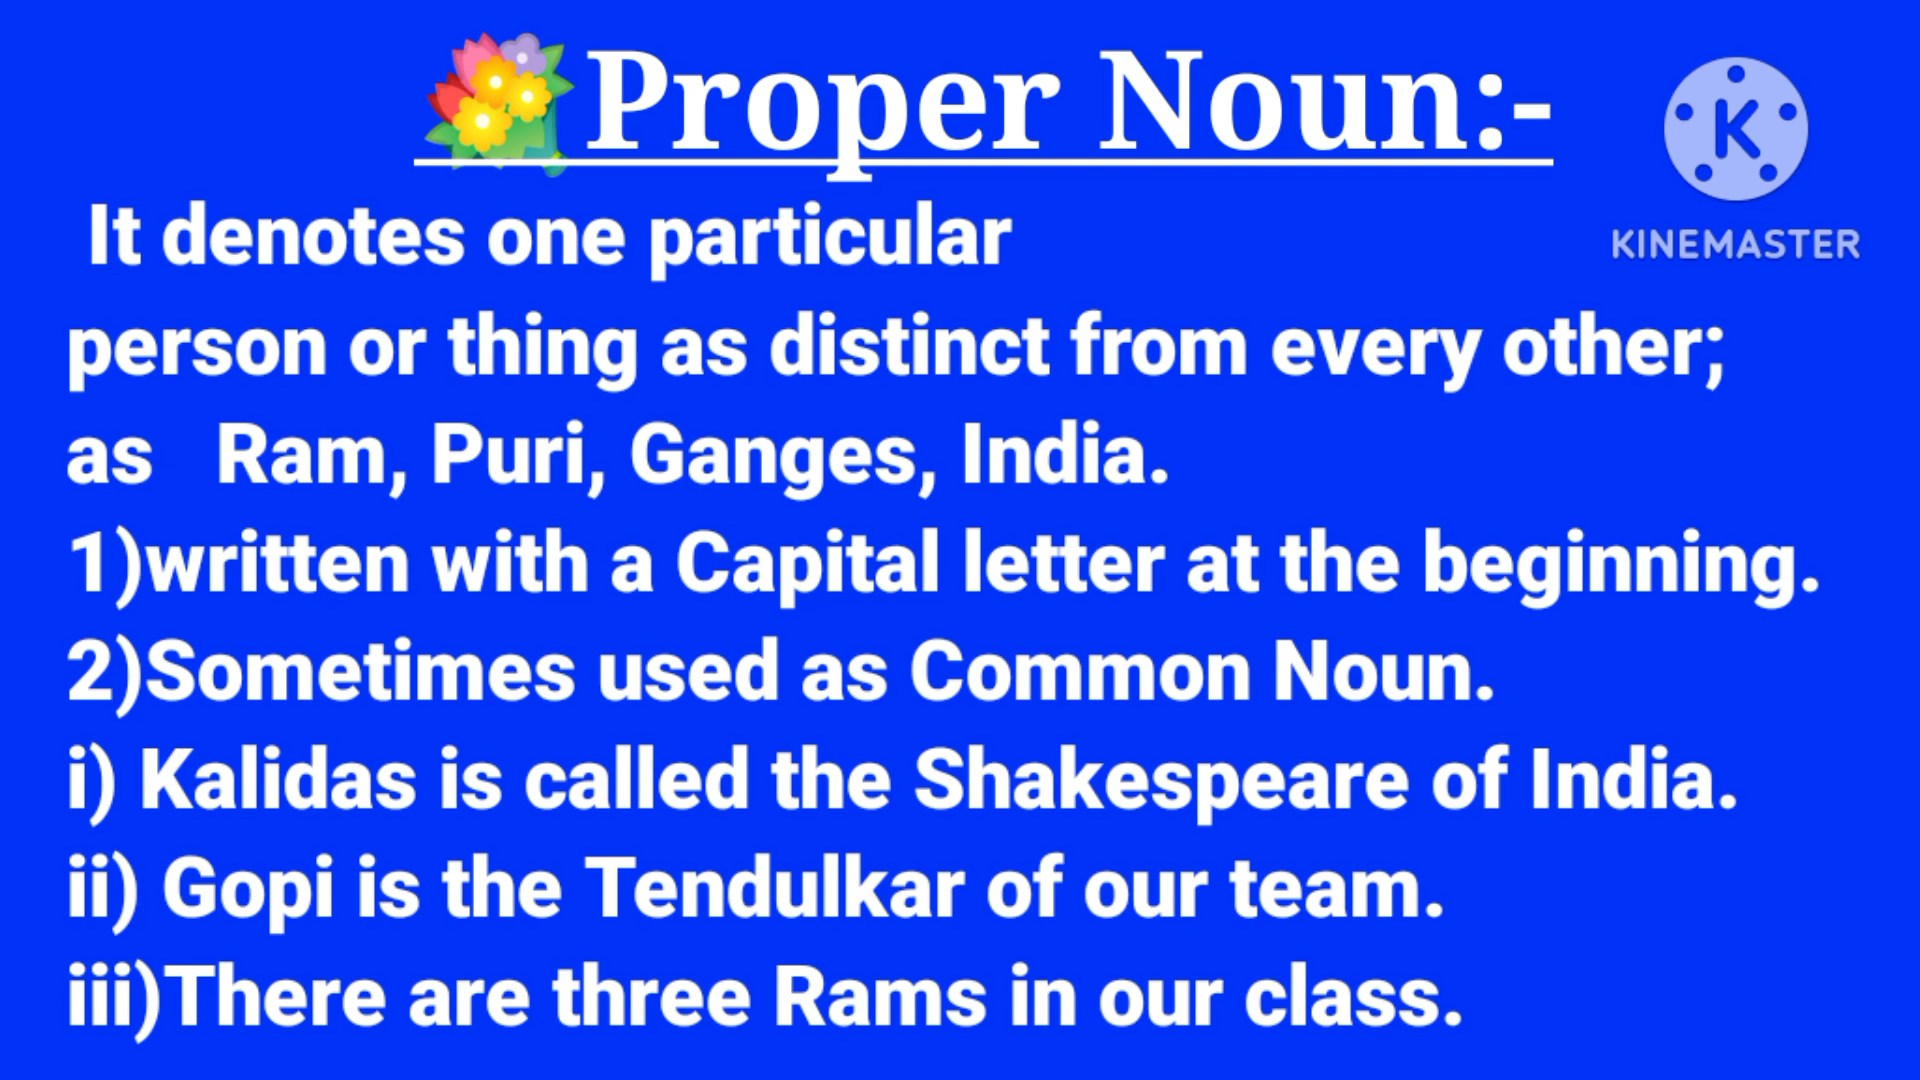 💐Proper Noun:-
KINEMASTER
It denotes one particular
person or thing as distinct from every other;
as Ram, Puri, Ganges, India.
1)written with a Capital letter at the beginning.
2)Sometimes used as Common Noun.
i) Kalidas is called the Shakespeare of India.
ii) Gopi is the Tendulkar of our team.
iii)There are three Rams in our class.